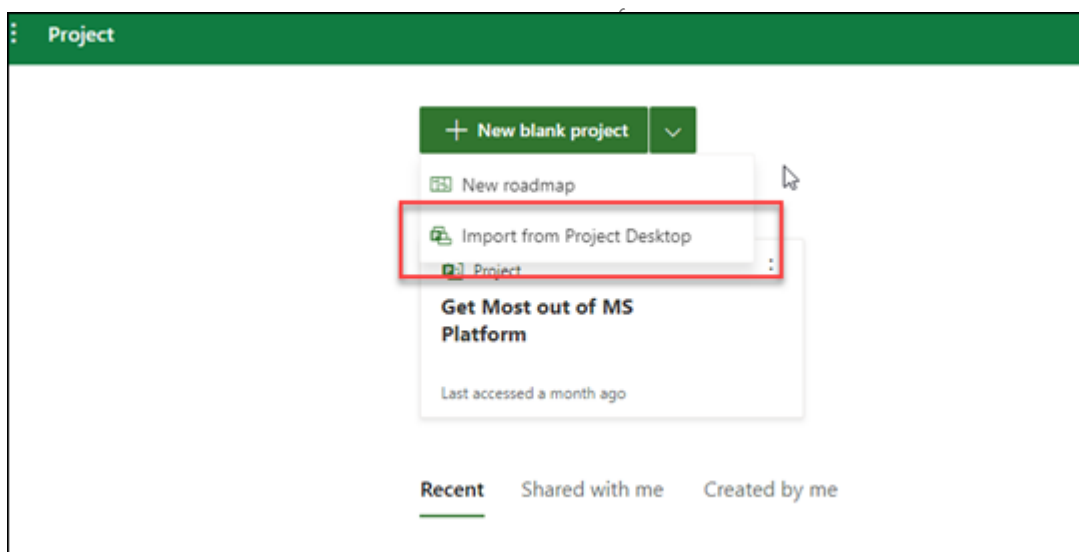 Project
New blank project
New roadmap
Import from Project Desktop
Project
Get Most out of MS
Platform
Last accessed a month ago
Recent Shared with me Created by me